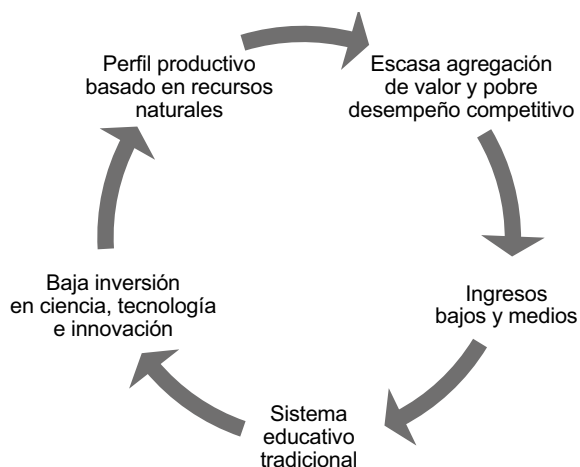 Perfil productivo
basado en recursos
naturales
Escasa agregación
de valor y pobre
desempeño competitivo
Ingresos
bajos y medios
Sistema
educativo
tradicional
Baja inversión
en ciencia, tecnología
e innovación